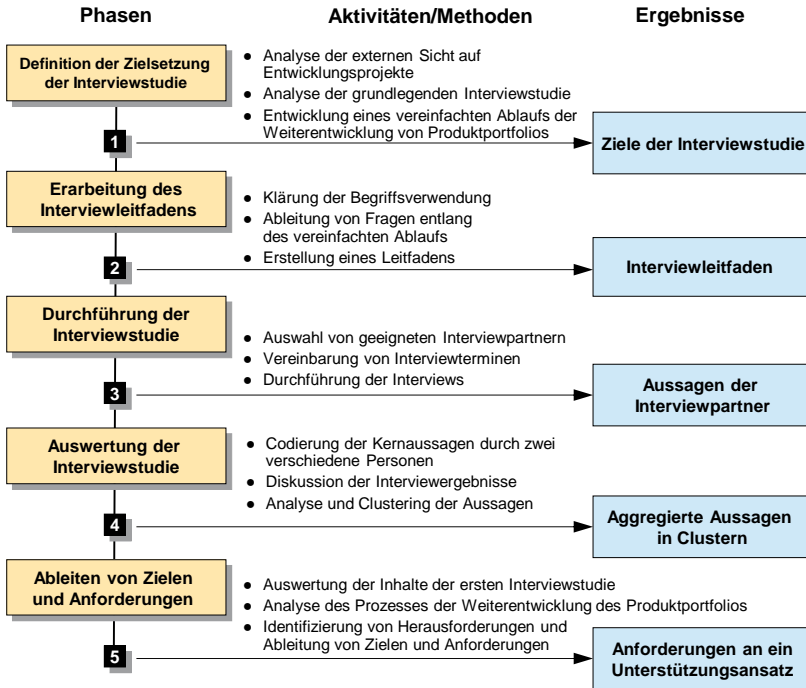 Phasen
Aktivitäten/Methoden
Ergebnisse
Definition der Zielsetzung
der Interviewstudie
● Analyse der externen Sicht auf
Entwicklungsprojekte
● Analyse der grundlegenden Interviewstudie
● Entwicklung eines vereinfachten Ablaufs der
Weiterentwicklung von Produktportfolios
1
Ziele der Interviewstudie
Erarbeitung des
Interviewleitfadens
● Klärung der Begriffsverwendung
● Ableitung von Fragen entlang
des vereinfachten Ablaufs
● Erstellung eines Leitfadens
2
Interviewleitfaden
Durchführung der
Interviewstudie
● Auswahl von geeigneten Interviewpartnern
● Vereinbarung von Interviewterminen
● Durchführung der Interviews
3
Aussagen der
Interviewpartner
Auswertung der
Interviewstudie
● Codierung der Kernaussagen durch zwei
verschiedene Personen
● Diskussion der Interviewergebnisse
● Analyse und Clustering der Aussagen
4
Aggregierte Aussagen
in Clustern
Ableiten von Zielen
und Anforderungen
● Auswertung der Inhalte der ersten Interviewstudie
● Analyse des Prozesses der Weiterentwicklung des Produktportfolios
● Identifizierung von Herausforderungen und
Ableitung von Zielen und Anforderungen
5
Anforderungen an ein
Unterstützungsansatz